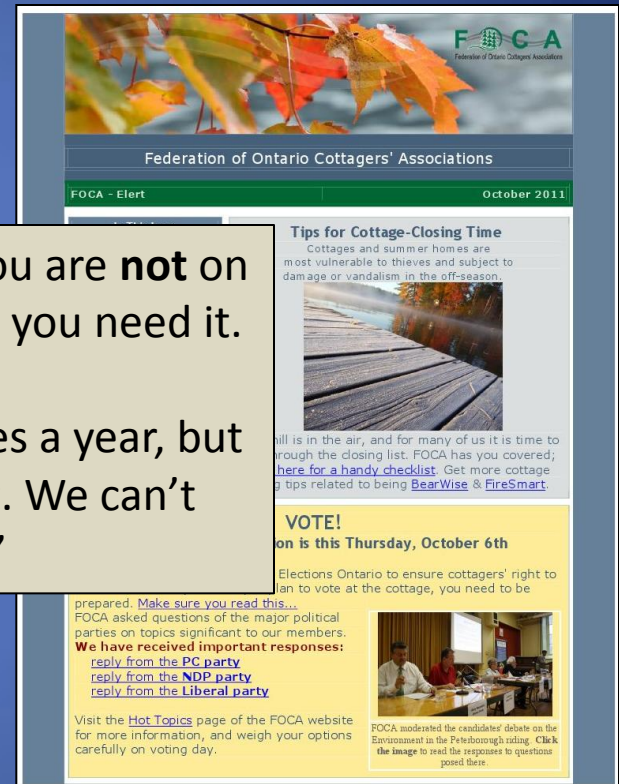 F O C A
Federation of Ontario Cottagers' Associations
Federation of Ontario Cottagers' Associations
FOCA - Elert October 2011
Tips for Cottage-Closing Time
Cottages and summer homes are
most vulnerable to thieves and subject to
damage or vandalism in the off-season.
ou are not on
you need it.
es a year, but
. We can't
hill is in the air, and for many of us it is time to
hrough the closing list. FOCA has you covered;
here for a handy checklist. Get more cottage
g tips related to being BearWise & FireSmart.
VOTE!
ion is this Thursday, October 6th
Elections Ontario to ensure cottagers' right to
lan to vote at the cottage, you need to be
prepared. Make sure you read this...
FOCA asked questions of the major political
parties on topics significant to our members.
We have received important responses:
reply from the PC party
reply from the NDP party
reply from the Liberal party
Visit the Hot Topics page of the FOCA website
for more information, and weigh your options
carefully on voting day.
FOCA moderated the candidates' debate on the
Environment in the Peterborough riding. Click
the image to read the responses to questions
posed there.